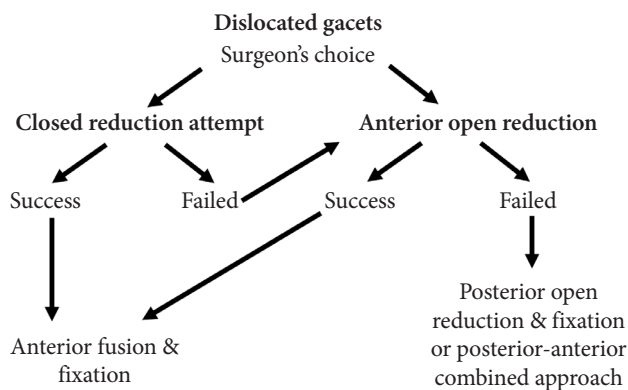 Dislocated gacets
Surgeon's choice
Closed reduction attempt
Anterior open reduction
Success
Failed
Success
Failed
Anterior fusion &
fixation
Posterior open
reduction & fixation
or posterior-anterior
combined approach